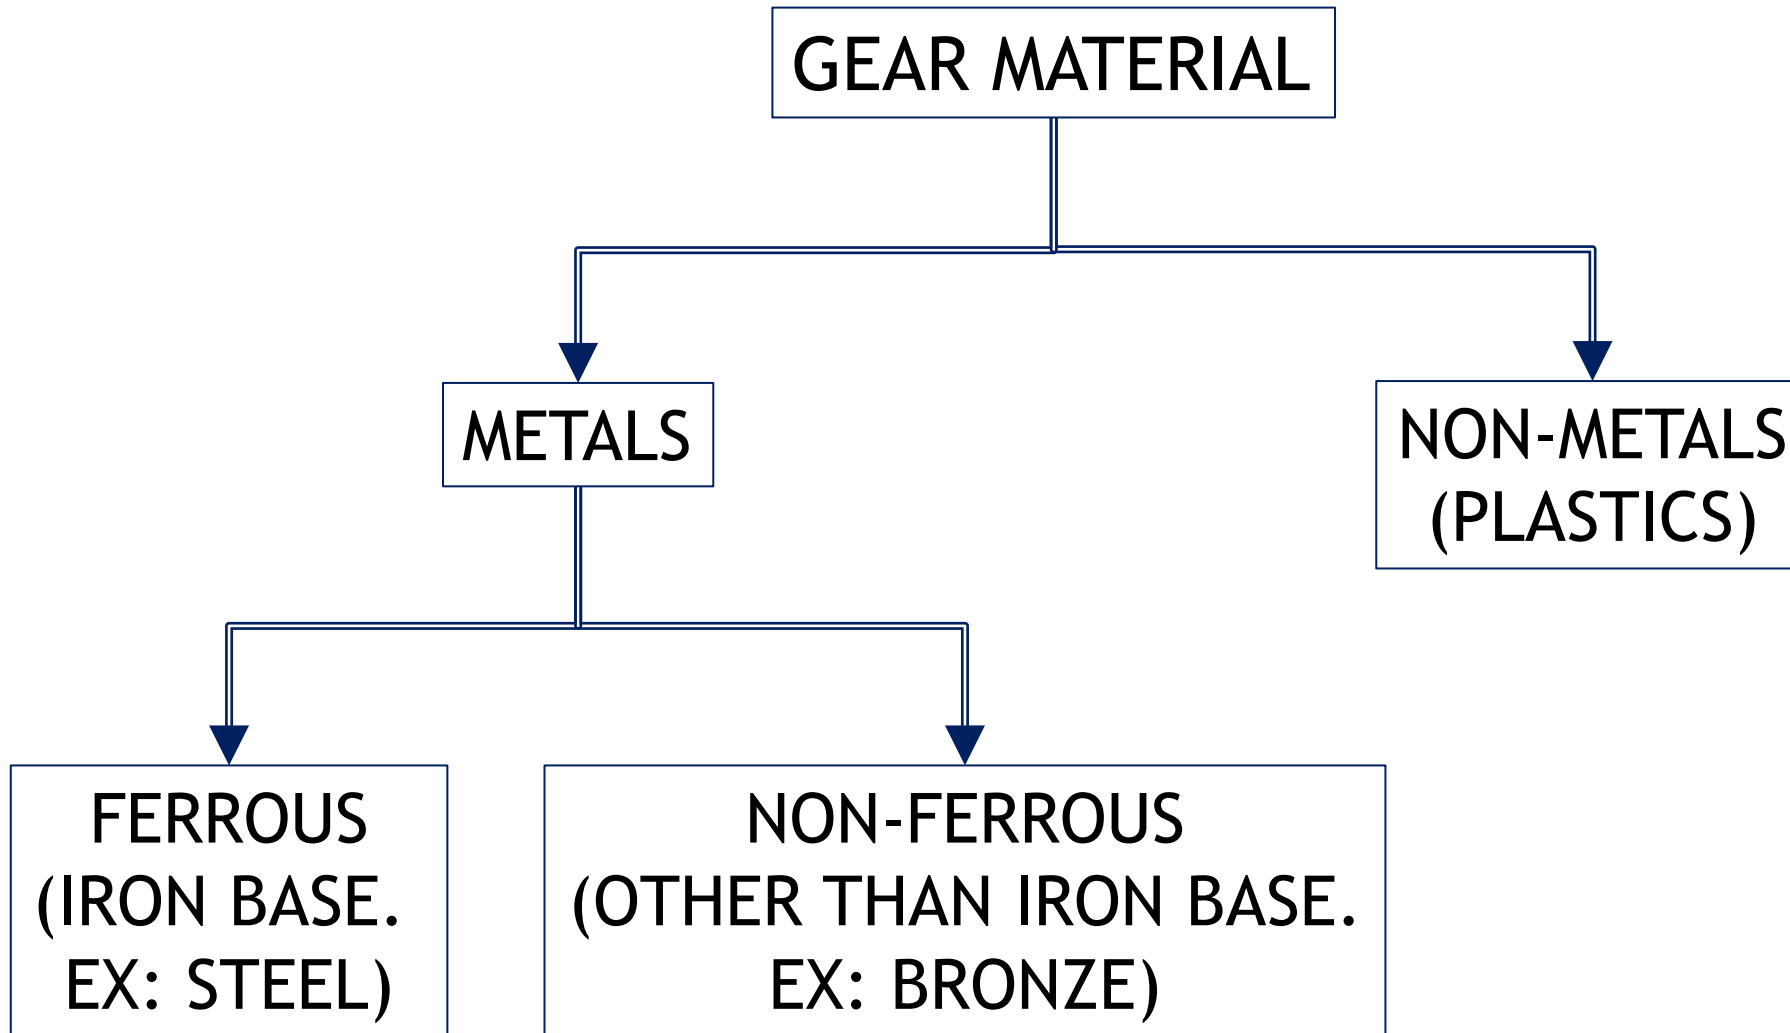 GEAR MATERIAL
METALS
NON-METALS
(PLASTICS)
FERROUS
(IRON BASE.
EX: STEEL)
NON-FERROUS
(OTHER THAN IRON BASE.
EX: BRONZE)